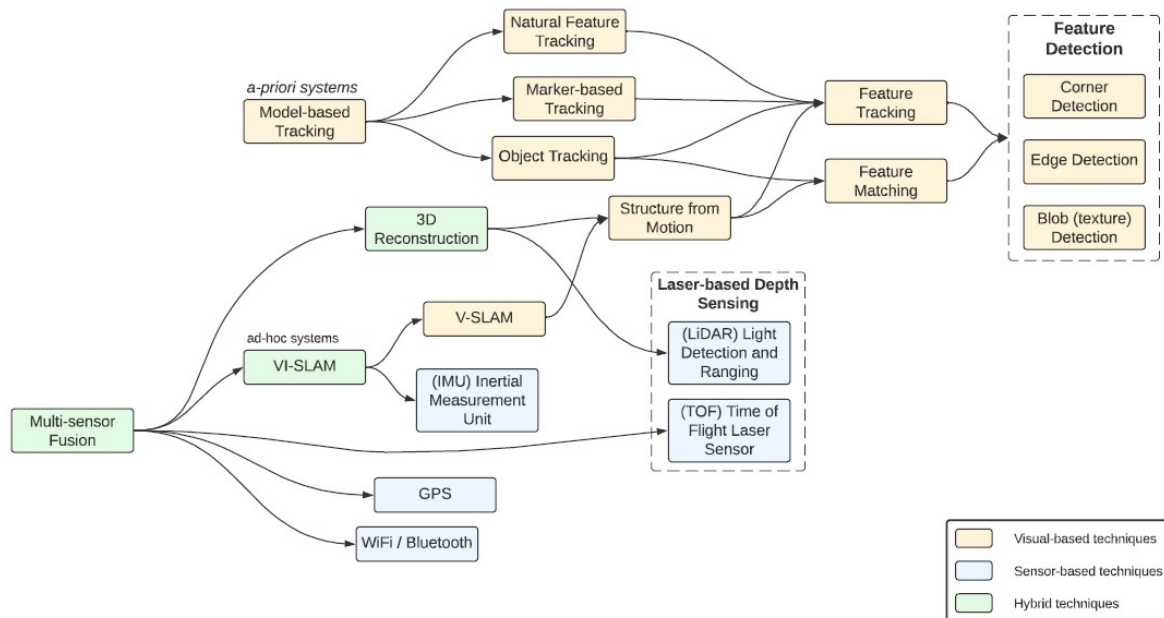 Natural Feature
Tracking
Feature
Detection
a-priori systems
Model-based
Tracking
Marker-based
Tracking
Feature
Tracking
Corner
Detection
Object Tracking
Feature
Matching
Edge Detection
3D
Reconstruction
Structure from
Motion
Blob (texture)
Detection
Laser-based Depth
Sensing
V-SLAM
(LiDAR) Light
Detection and
Ranging
ad-hoc systems
VI-SLAM
(IMU) Inertial
Measurement
Unit
(TOF) Time of
Flight Laser
Sensor
Multi-sensor
Fusion
GPS
WiFi / Bluetooth
Visual-based techniques
Sensor-based techniques
Hybrid techniques